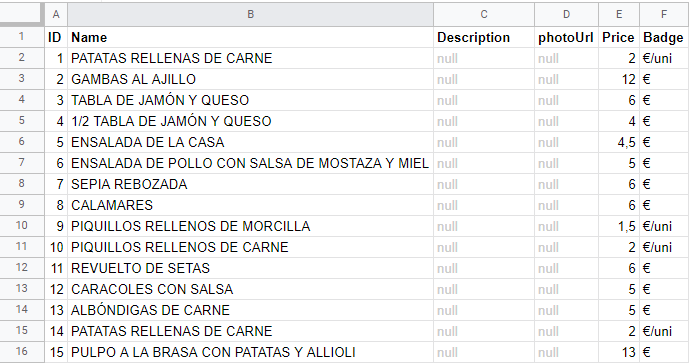 A B C D E F
1 ID Name Description photoUrl Price Badge
2 1 PATATAS RELLENAS DE CARNE null null 2 €/uni
3 2 GAMBAS AL AJILLO null null 12 €
4 3 TABLA DE JAMÓN Y QUESO null null 6 €
5 4 1/2 TABLA DE JAMÓN Y QUESO null null 4 €
6 5 ENSALADA DE LA CASA null null 4,5 €
7 6 ENSALADA DE POLLO CON SALSA DE MOSTAZA Y MIEL null null 5 €
8 7 SEPIA REBOZADA null null 6 €
9 8 CALAMARES null null 6 €
10 9 PIQUILLOS RELLENOS DE MORCILLA null null 1,5 €/uni
11 10 PIQUILLOS RELLENOS DE CARNE null null 2 €/uni
12 11 REVUELTO DE SETAS null null 6 €
13 12 CARACOLES CON SALSA null null 5 €
14 13 ALBÓNDIGAS DE CARNE null null 5 €
15 14 PATATAS RELLENAS DE CARNE null null 2 €/uni
16 15 PULPO A LA BRASA CON PATATAS Y ALLIOLI null null 13 €